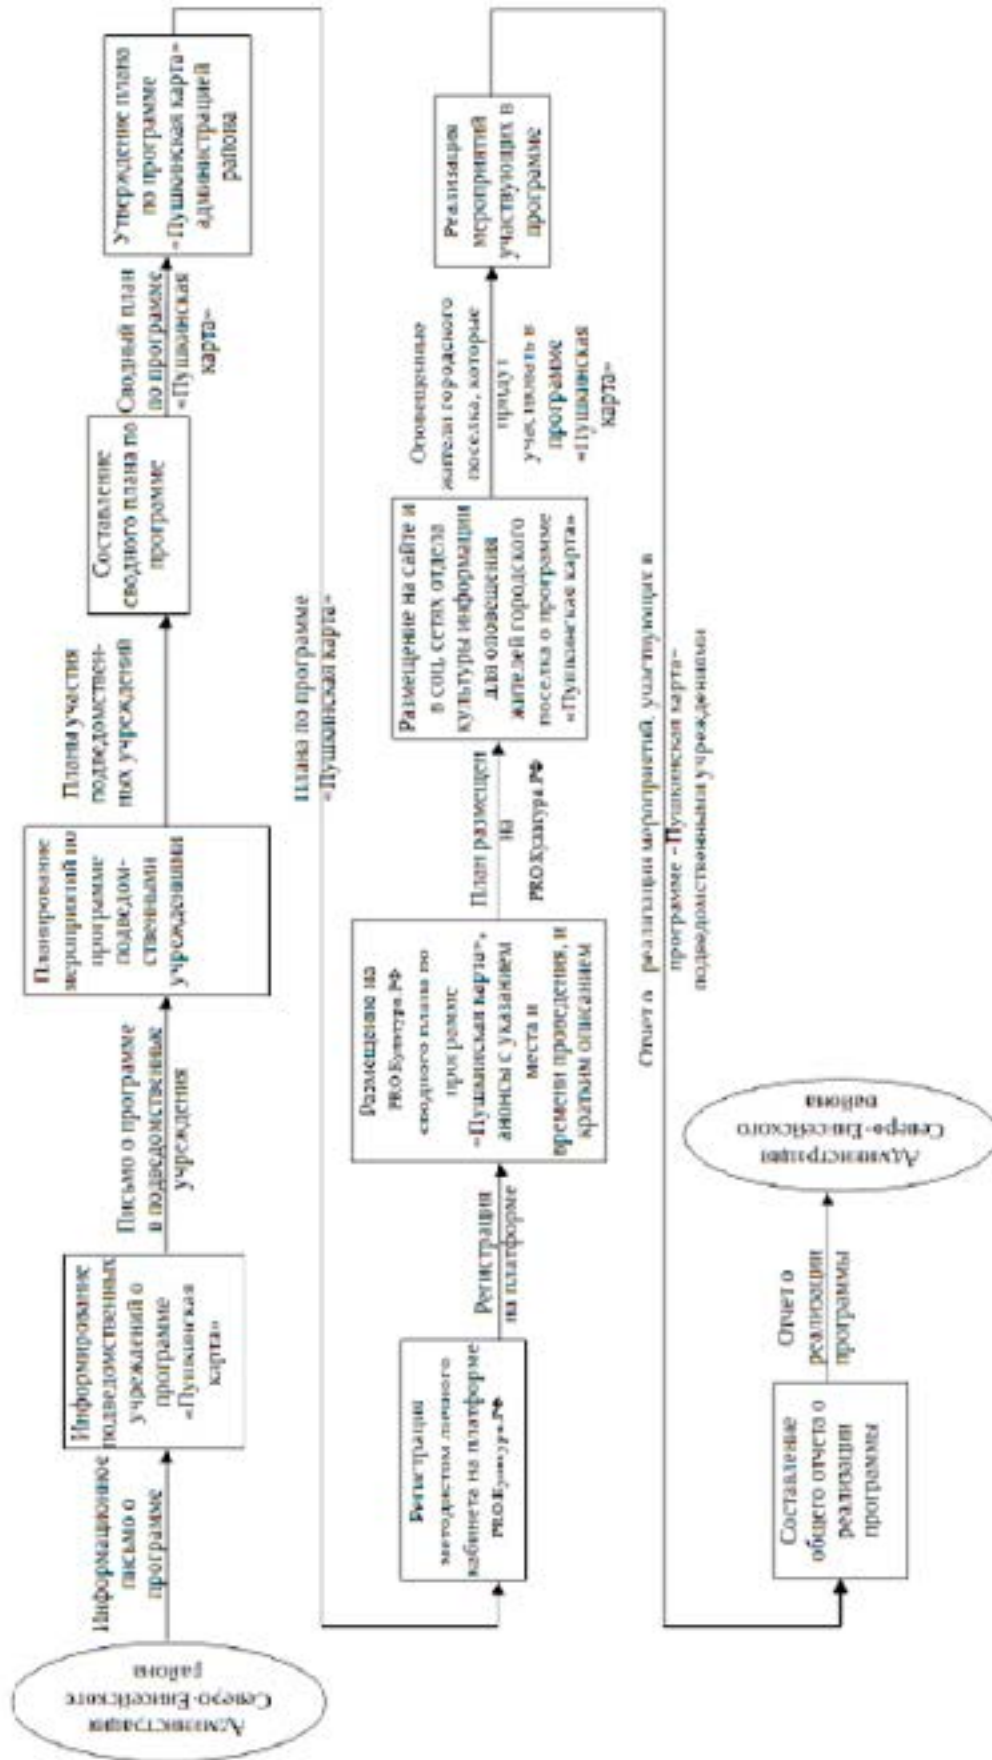 Администрация
Северо-Енисейского
района
Информационное
письмо о
программе
Информирование
подведомственных
учреждений о
программе
«Пушкинская
карта»
Письмо о программе
в подведомственные
учреждения
Планирование
мероприятий по
программе
подведом-
ственными
учреждениями
Планы участия
подведомствен-
ных учреждений
Составление
сводного плана по
программе
Сводный план
по программе
«Пушкинская
карта»
Утверждение плана
по программе
«Пушкинская карта»
администрацией
района
Плана по программе
«Пушкинская карта»
Регистрация
методистом личного
кабинета на платформе
PRO.Культура.РФ
Регистрация
на платформе
Размещение на
PRO.Культура.РФ
сводного плана по
программе
«Пушкинская карта»,
анонсы с указанием
места и
времени проведения, и
кратким описанием
План размещен
на
PRO.Культура.РФ
Размещение на сайте и
в соц. сетях отдела
культуры информации
для оповещения
жителей городского
поселка о программе
«Пушкинская карта»
Оповещенные
жители городского
поселка, которые
придут
участвовать в
программе
«Пушкинская
карта»
Реализация
мероприятий
участвующих в
программе
Отчет о реализации мероприятий, участвующих в
программе «Пушкинская карта»
подведомственными учреждениями
Составление
общего отчета о
реализации
программы
Отчет о
реализации
программы
Администрация
Северо-Енисейского
района